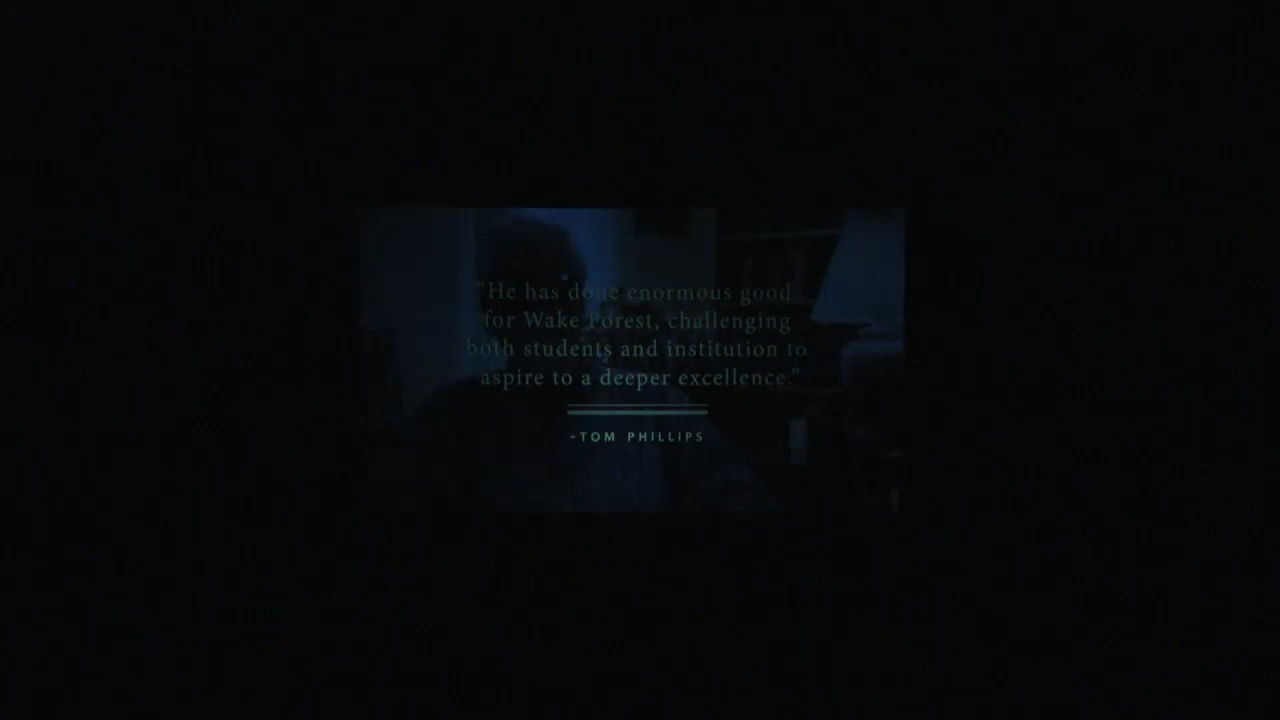 "He has done enormous good
for Wake Forest, challenging
both students and institution to
aspire to a deeper excellence.”
-TOM PHILLIPS